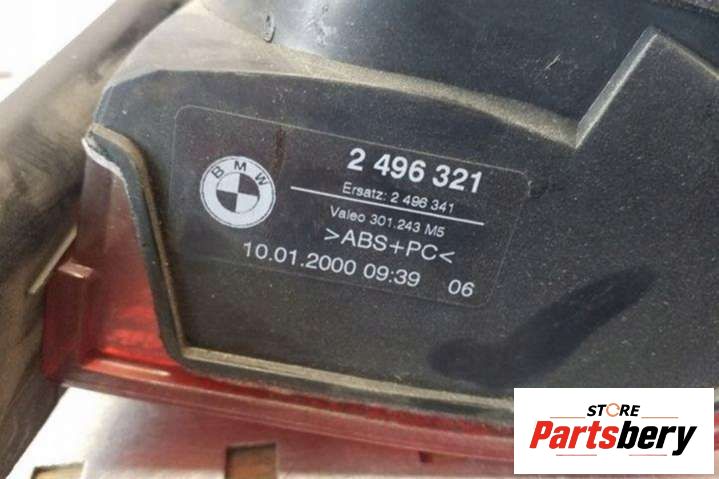 BMW
2 496 321
Ersatz: 2 496 341
Valeo 301.243 M5
>ABS+PC<
10.01.2000 09:39 06
STORE
Partsbery